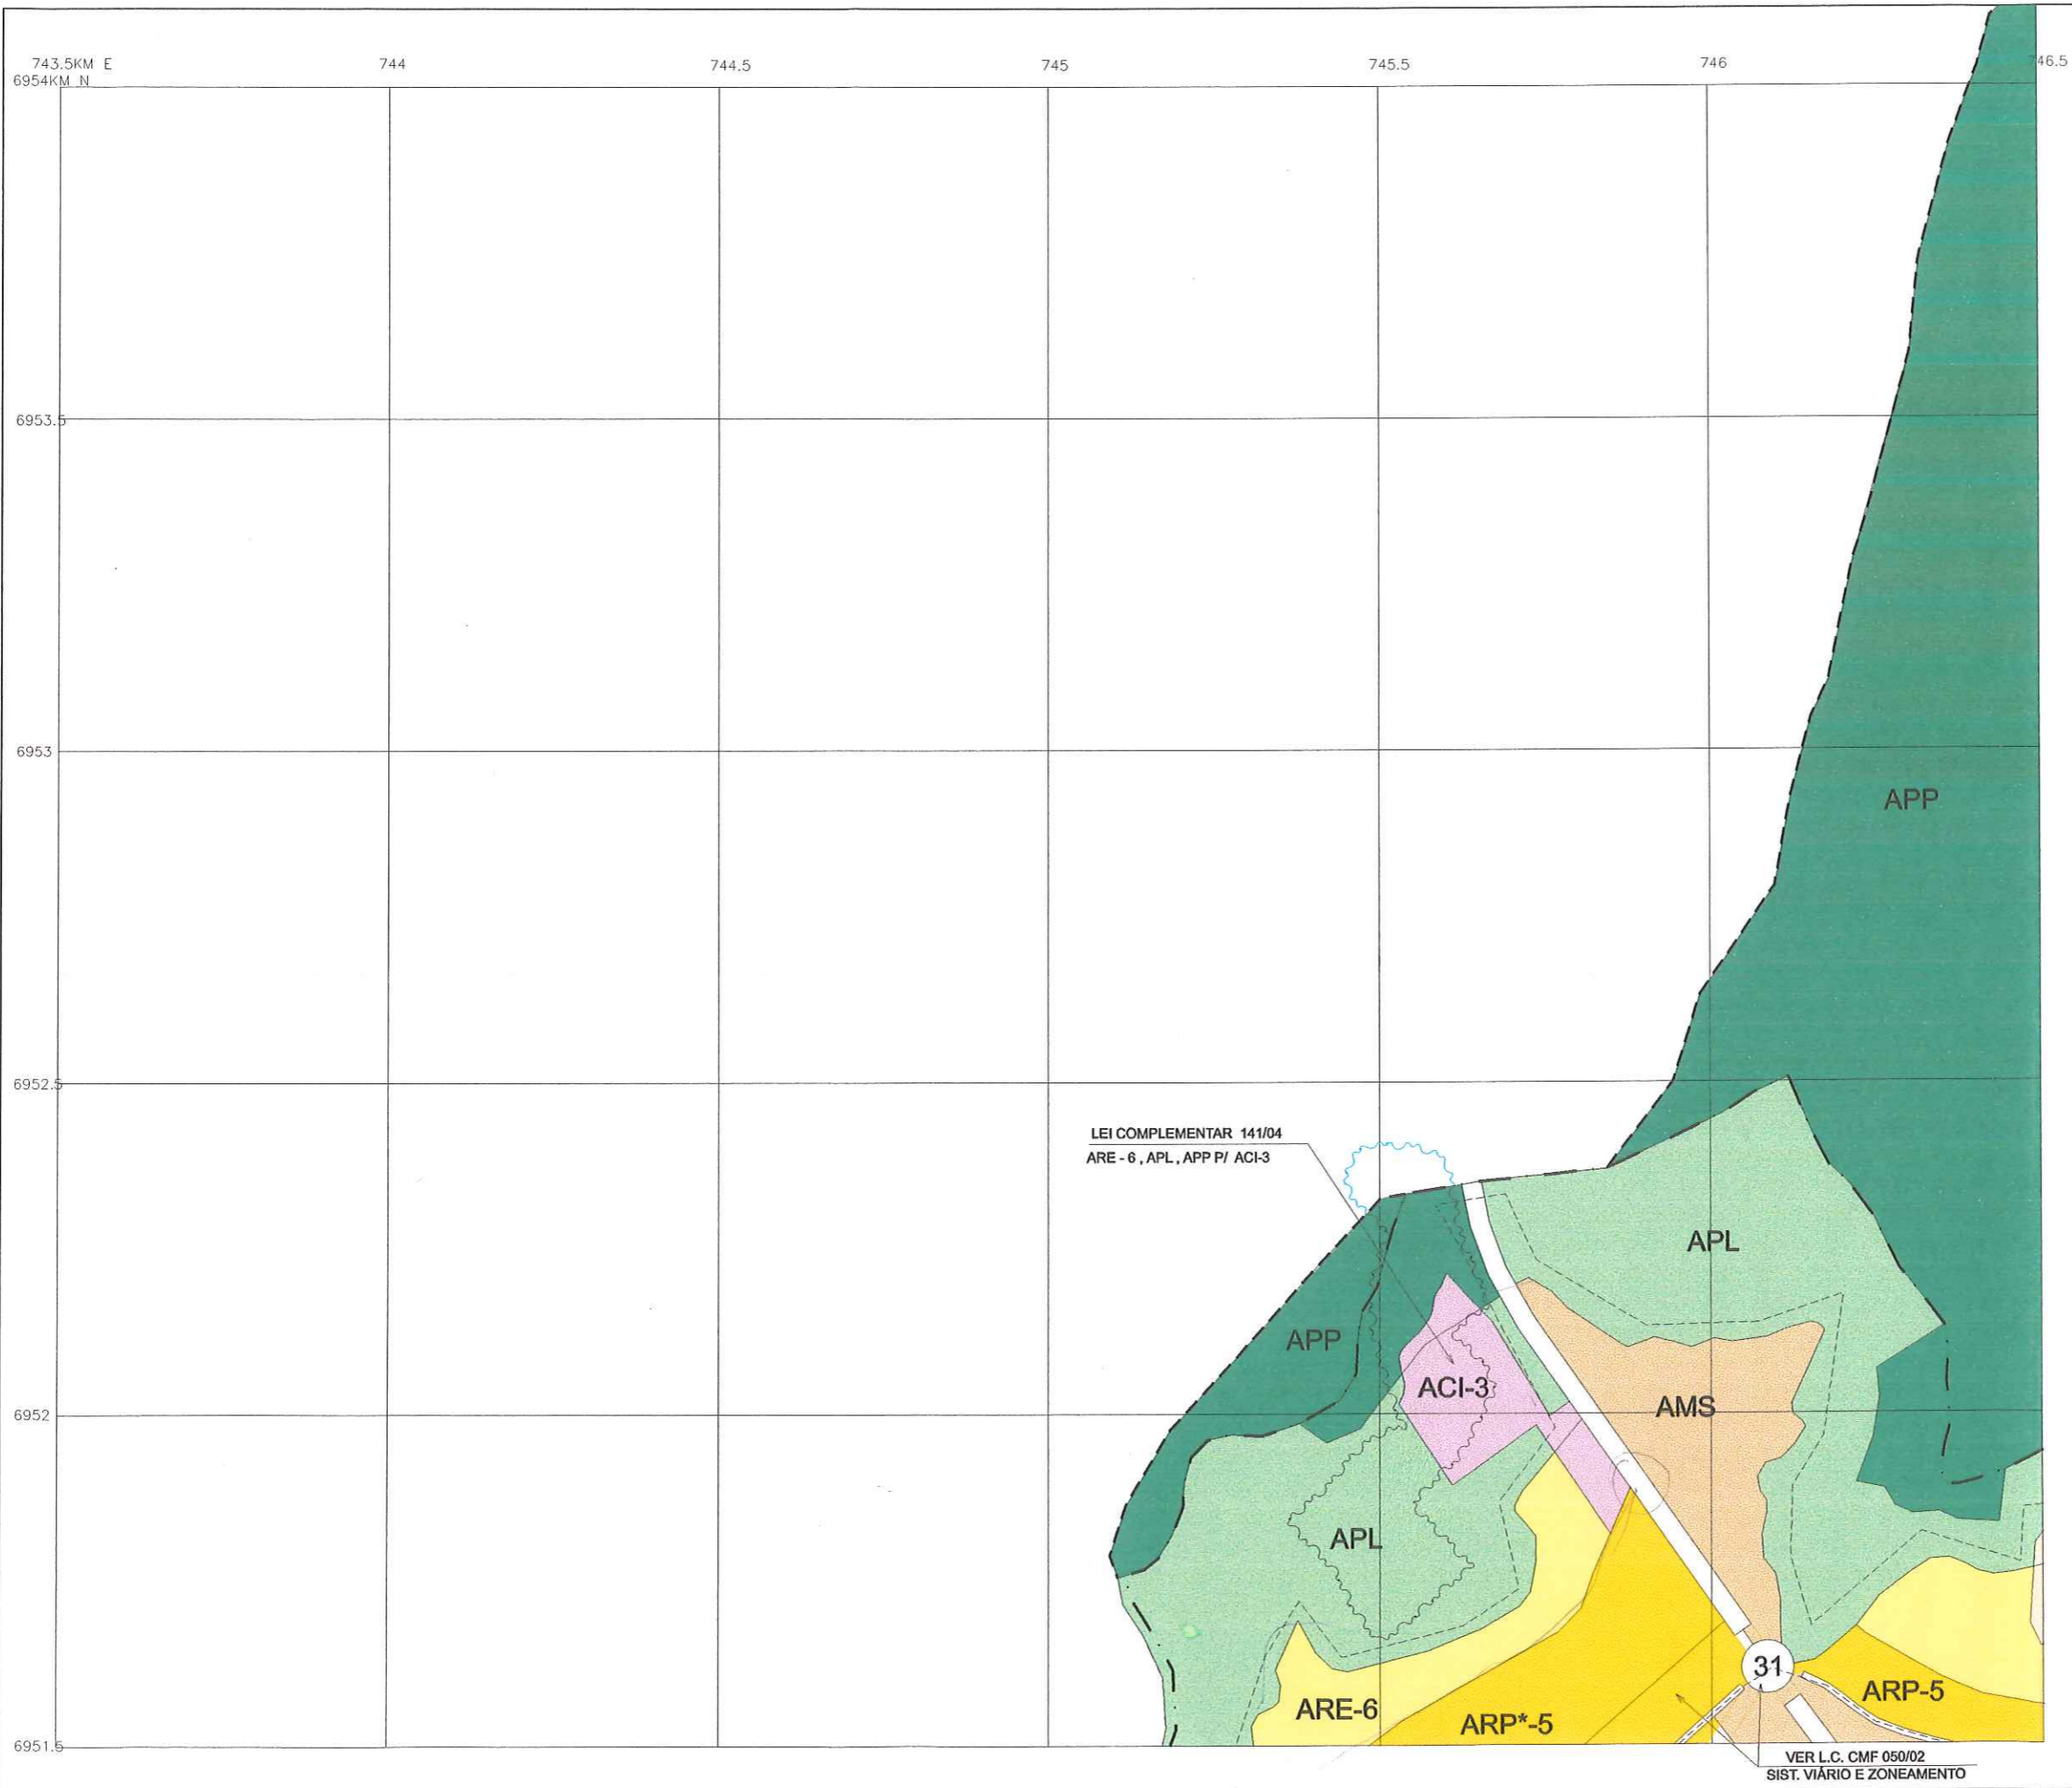 743.5KM E
744
744.5
745
745.5
746
746.5
6954KM N
6953.5
6953
APP
6952.5
LEI COMPLEMENTAR 141/04
ARE - 6 , APL , APP P/ ACI-3
APL
APP
ACI-3
AMS
6952
APL
31
ARP-5
ARE-6
ARP*-5
6951.5
VER L.C. CMF 050/02
SIST. VIÁRIO E ZONEAMENTO